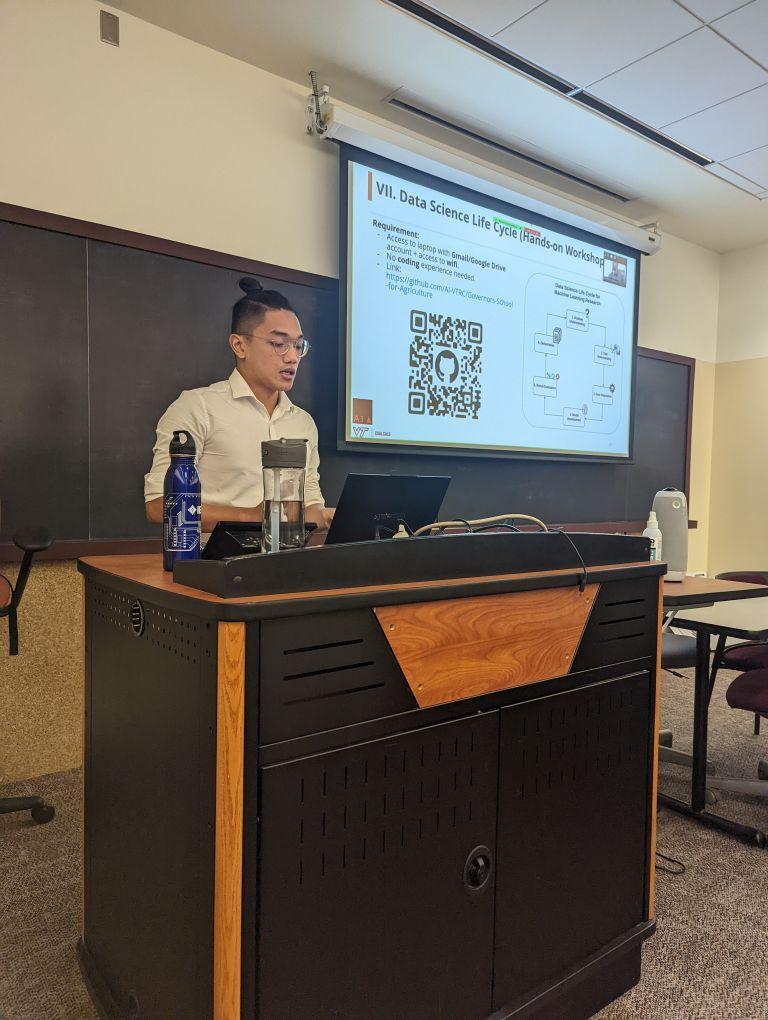 VII. Data Science Life Cycle (Hands-on Workshop
Requirement:
- Access to laptop with Gmail/Google Drive
account + access to wifi.
- No coding experience needed.
- Link:
https://github.com/AI-VTRC/Governors-School
-for-Agriculture
Data Science Life Cycle for
Machine Learning Research
VT